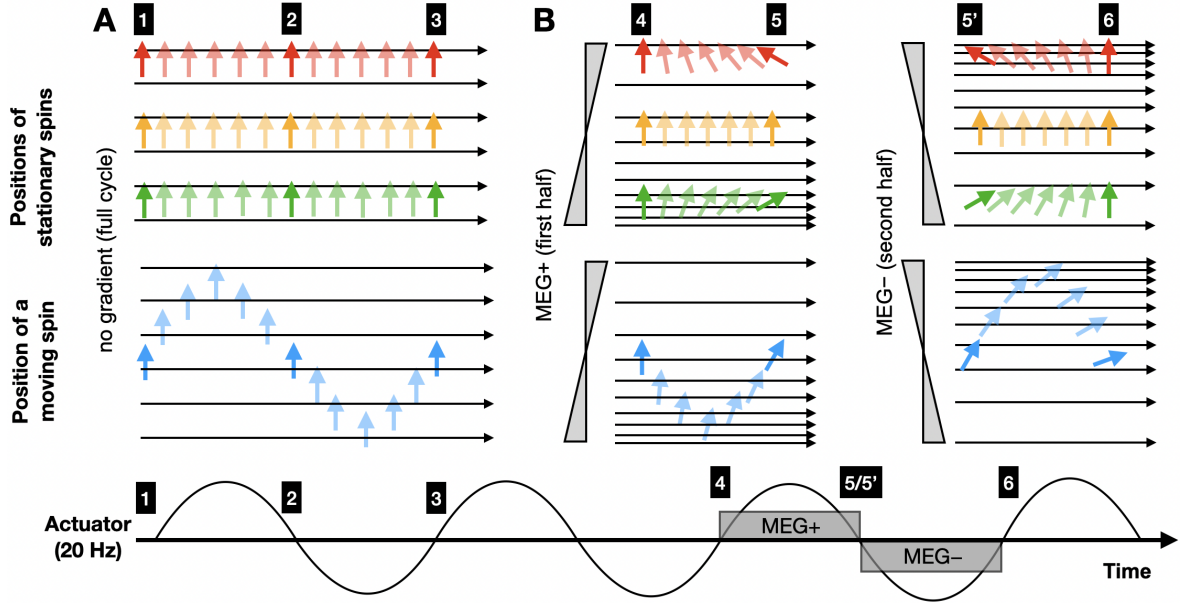 A
1
2
3
B
4
5
5'
6
Positions of
stationary spins
Position of a
moving spin
no gradient (full cycle)
MEG+ (first half)
MEG− (second half)
1
2
3
4
5/5'
6
Actuator
(20 Hz)
MEG+
MEG−
Time